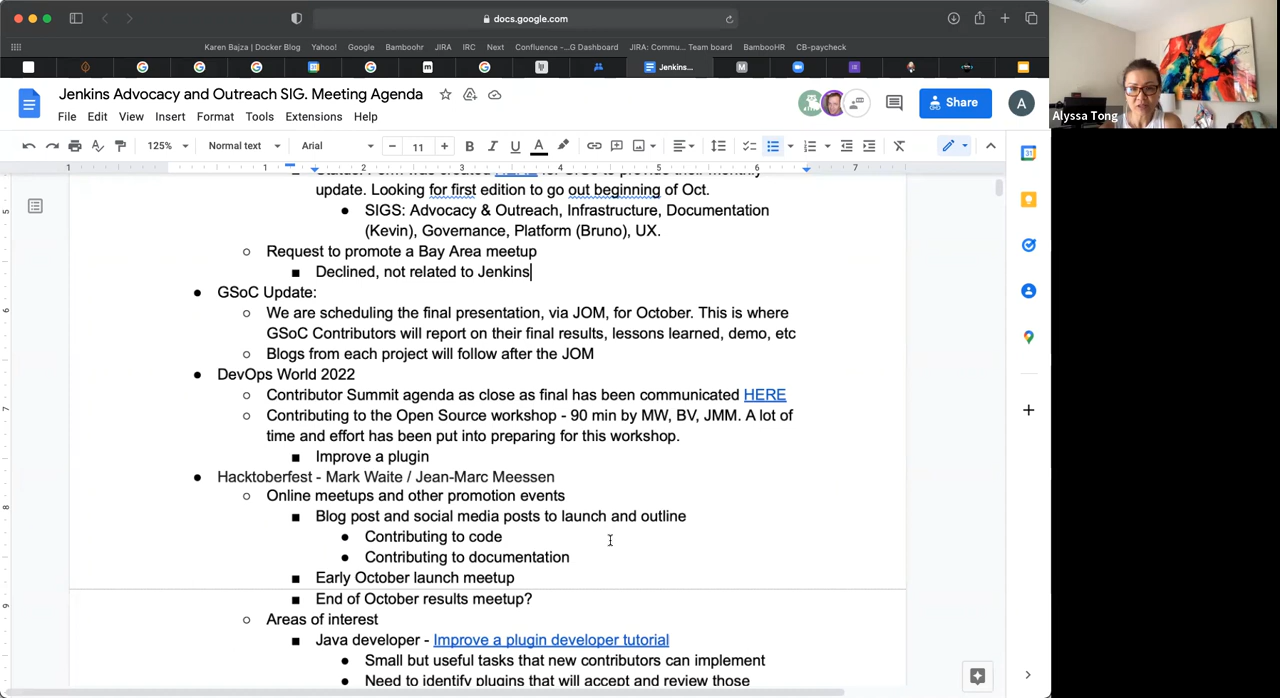 docs.google.com
Karen Bajza | Docker Blog Yahoo! Google Bamboohr JIRA IRC Next Confluence -...G Dashboard JIRA: Commu... Team board BambooHR CB-paycheck
Jenkins...
Jenkins Advocacy and Outreach SIG. Meeting Agenda
File Edit View Insert Format Tools Extensions Help
Share
A
125% Normal text Arial 11
1 1 2 3 4 5 6 7
update. Looking for first edition to go out beginning of Oct.
SIGS: Advocacy & Outreach, Infrastructure, Documentation
(Kevin), Governance, Platform (Bruno), UX.
Request to promote a Bay Area meetup
Declined, not related to Jenkins
GSoC Update:
We are scheduling the final presentation, via JOM, for October. This is where
GSoC Contributors will report on their final results, lessons learned, demo, etc
Blogs from each project will follow after the JOM
DevOps World 2022
Contributor Summit agenda as close as final has been communicated HERE
Contributing to the Open Source workshop - 90 min by MW, BV, JMM. A lot of
time and effort has been put into preparing for this workshop.
Improve a plugin
Hacktoberfest - Mark Waite / Jean-Marc Meessen
Online meetups and other promotion events
Blog post and social media posts to launch and outline
Contributing to code
Contributing to documentation
Early October launch meetup
End of October results meetup?
Areas of interest
Java developer - Improve a plugin developer tutorial
Small but useful tasks that new contributors can implement
Need to identify plugins that will accept and review those
Alyssa Tong